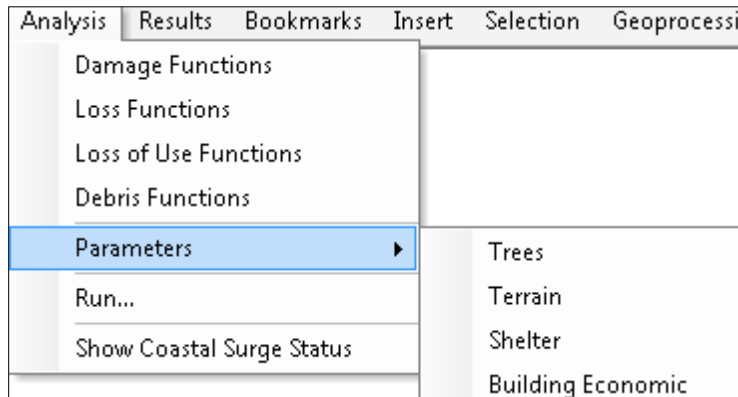 Analysis Results Bookmarks Insert Selection Geoprocessi
Damage Functions
Loss Functions
Loss of Use Functions
Debris Functions
Parameters
Trees
Run...
Terrain
Show Coastal Surge Status
Shelter
Building Economic